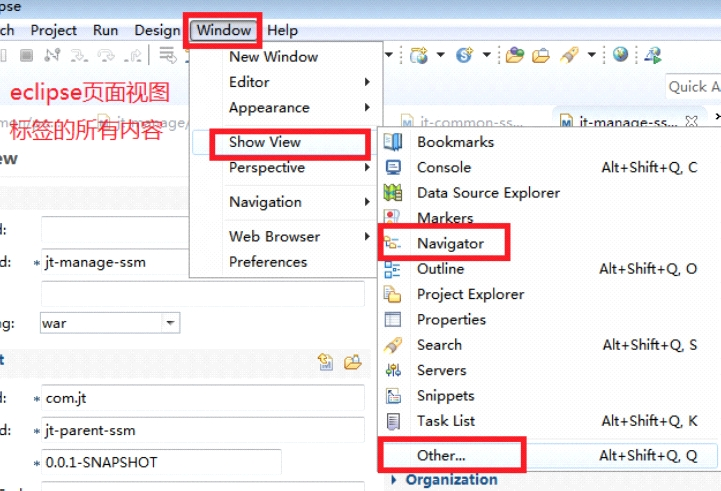 pse
ch Project Run Design Window Help
New Window
Editor
Appearance
Show View
Perspective
Navigation
Web Browser
Preferences
eclipse页面视图
标签的所有内容
Quick A
jt-common-ss...
jt-manage-ss...
Bookmarks
Console Alt+Shift+Q, C
Data Source Explorer
Markers
Navigator
Outline Alt+Shift+Q, O
Project Explorer
Properties
Search Alt+Shift+Q, S
Servers
Snippets
Task List Alt+Shift+Q, K
Other... Alt+Shift+Q, Q
Organization
ew
d:
d: * jt-manage-ssm
ng: war
t
d: * com.jt
d: * jt-parent-ssm
* 0.0.1-SNAPSHOT